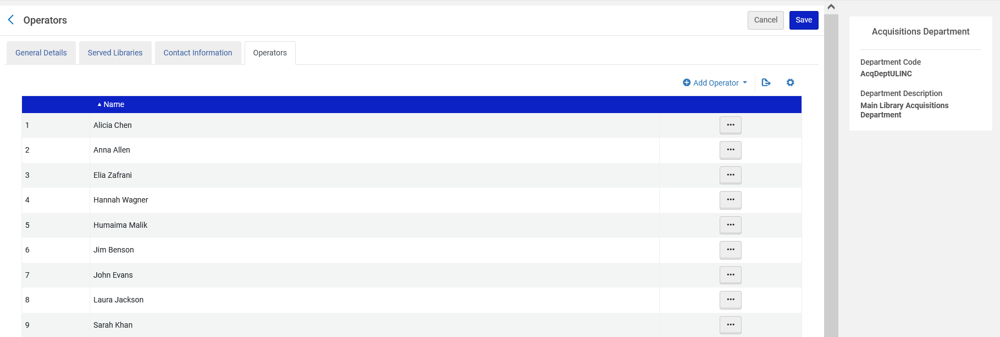 Operators
Cancel
Save
General Details
Served Libraries
Contact Information
Operators
Add Operator
Name
1 Alicia Chen
2 Anna Allen
3 Elia Zafrani
4 Hannah Wagner
5 Humaima Malik
6 Jim Benson
7 John Evans
8 Laura Jackson
9 Sarah Khan
Acquisitions Department
Department Code
AcqDeptULINC
Department Description
Main Library Acquisitions
Department